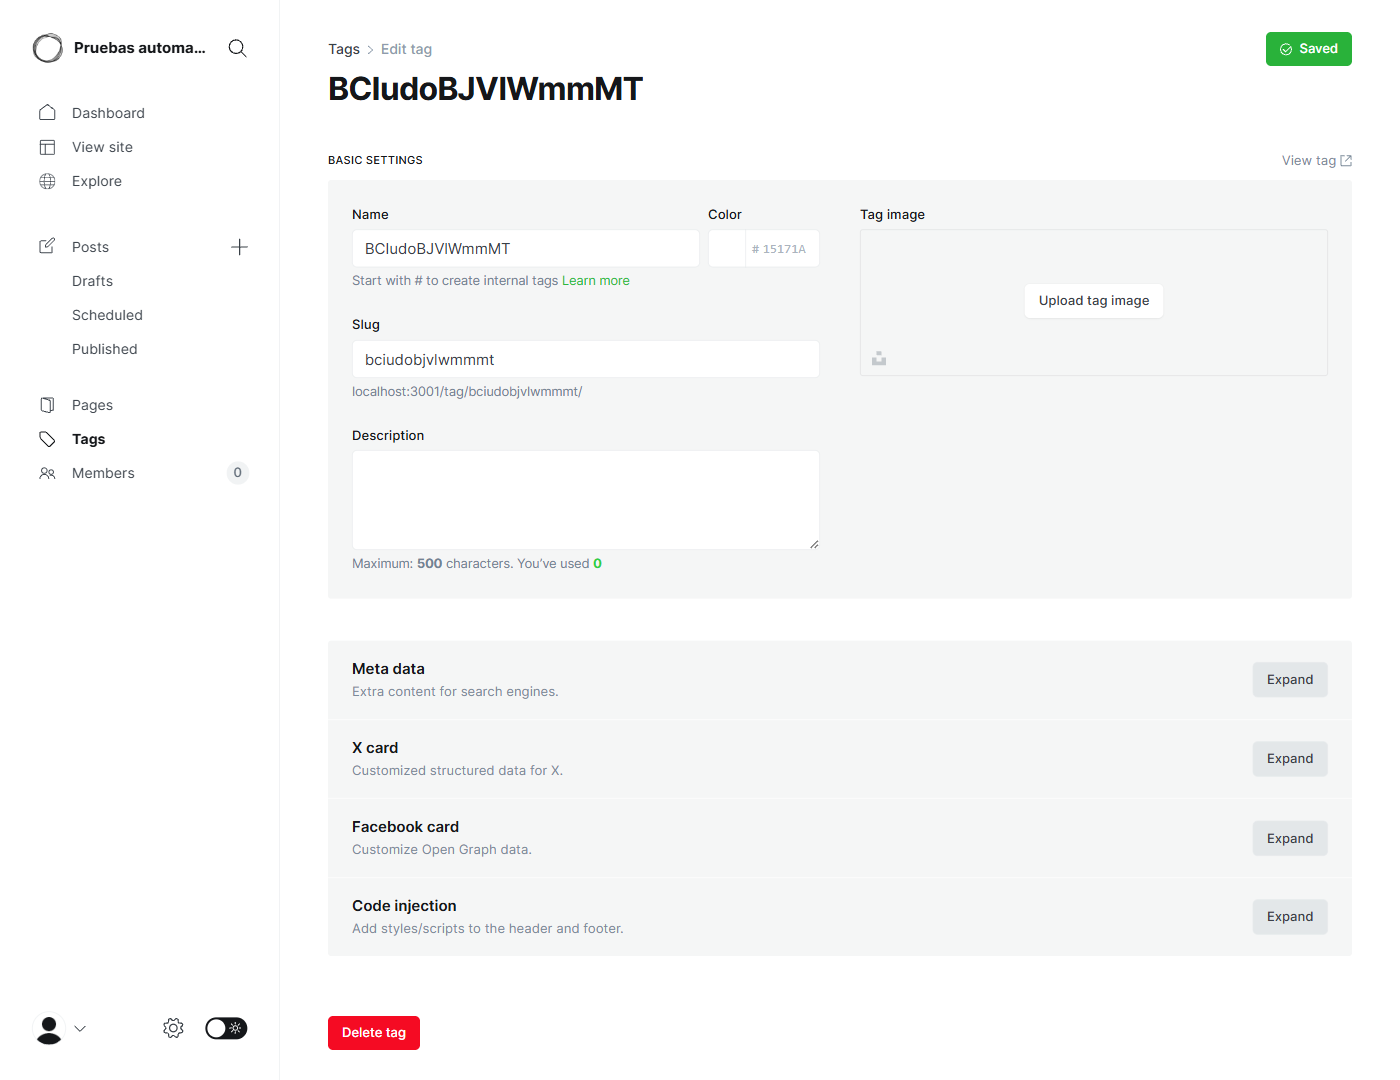 Pruebas automa...
Dashboard
View site
Explore
Posts
Drafts
Scheduled
Published
Pages
Tags
Members
0
Tags > Edit tag
Saved
BCIudoBJVIWmmMT
BASIC SETTINGS
View tag
Name
BCIudoBJVIWmmMT
Start with # to create internal tags Learn more
Color
# 15171A
Slug
bciudobjvlwmmmt
localhost:3001/tag/bciudobjvlwmmmt/
Description
Maximum: 500 characters. You’ve used 0
Tag image
Upload tag image
Meta data
Extra content for search engines.
Expand
X card
Customized structured data for X.
Expand
Facebook card
Customize Open Graph data.
Expand
Code injection
Add styles/scripts to the header and footer.
Expand
Delete tag